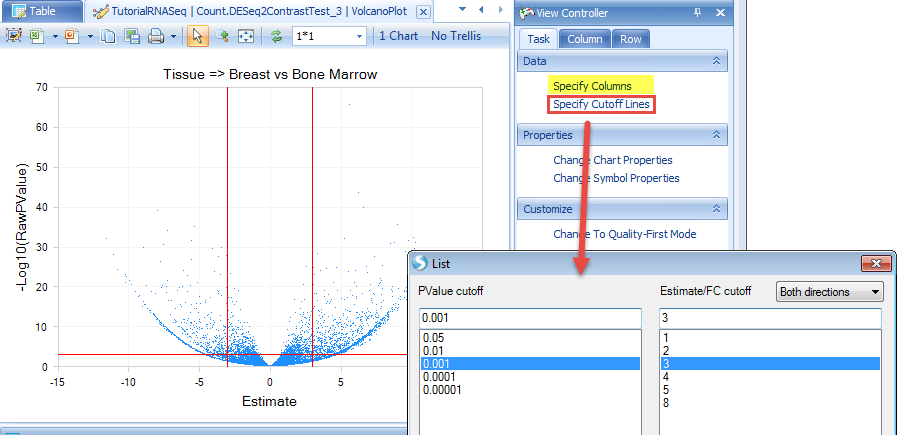 Table
TutorialRNASeq | Count.DESeq2ContrastTest_3 | VolcanoPlot
1*1
1 Chart
No Trellis
Tissue => Breast vs Bone Marrow
70
60
50
40
30
20
10
0
-Log10(RawPValue)
-15
-10
-5
0
5
Estimate
View Controller
Task
Column
Row
Data
Specify Columns
Specify Cutoff Lines
Properties
Change Chart Properties
Change Symbol Properties
Customize
Change To Quality-First Mode
List
PValue cutoff
0.001
0.05
0.01
0.001
0.0001
0.00001
Estimate/FC cutoff
Both directions
3
1
2
3
4
5
8